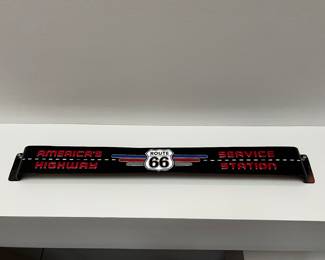 AMERICA'S
HIGHWAY
ROUTE
66
SERVICE
STATION